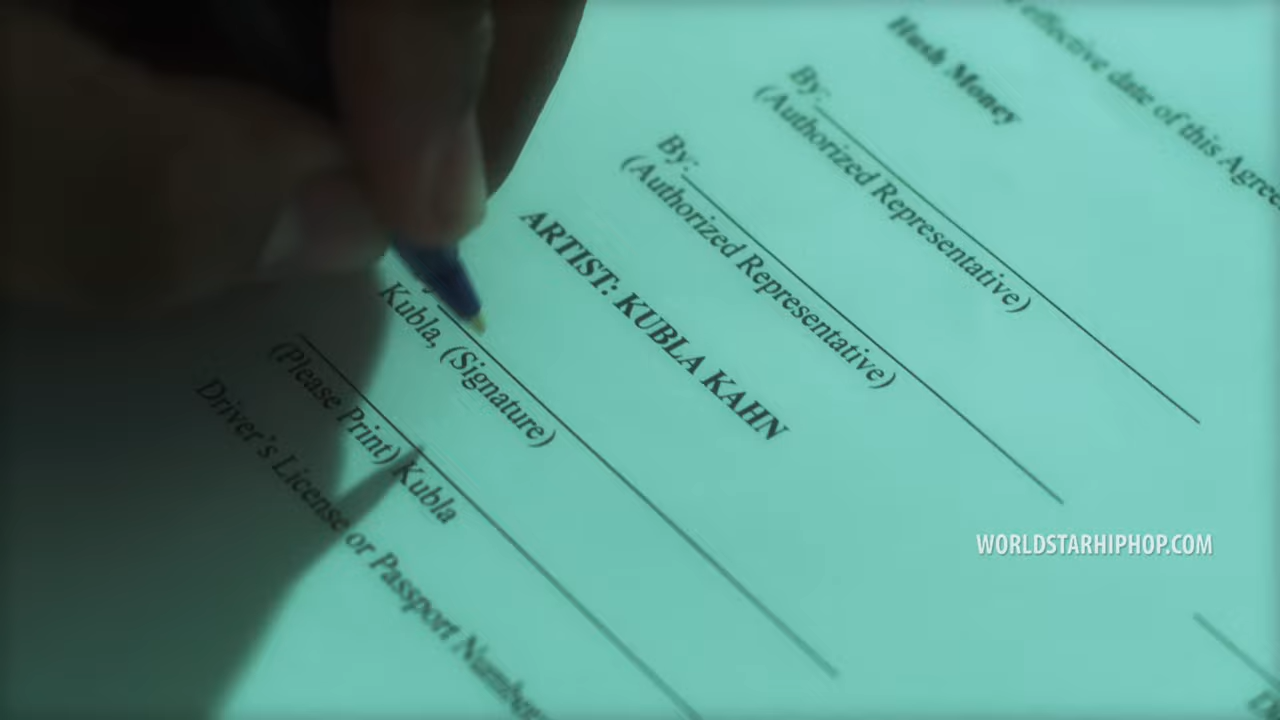 effective date of this Agree
Hush Money
By:
(Authorized Representative)
By:
(Authorized Representative)
ARTIST: KUBLA KAHN
Kubla, (Signature)
(Please Print) Kubla
Driver's License or Passport Number
WORLDSTARHIPHOP.COM